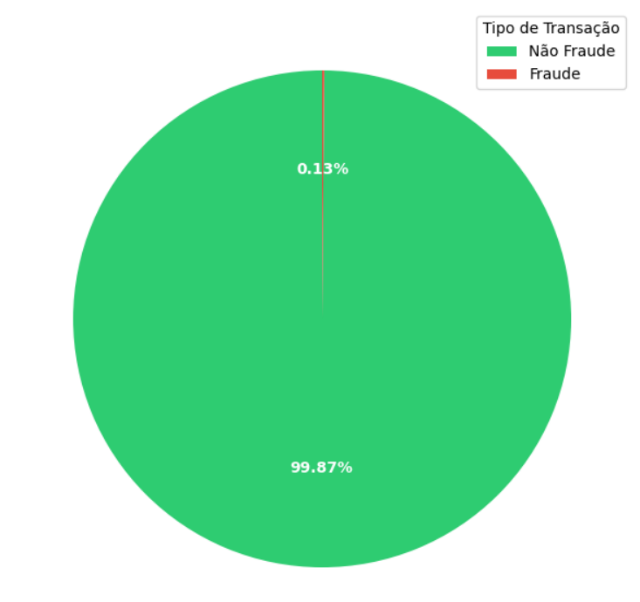 Tipo de Transação
Não Fraude
Fraude
0.13%
99.87%